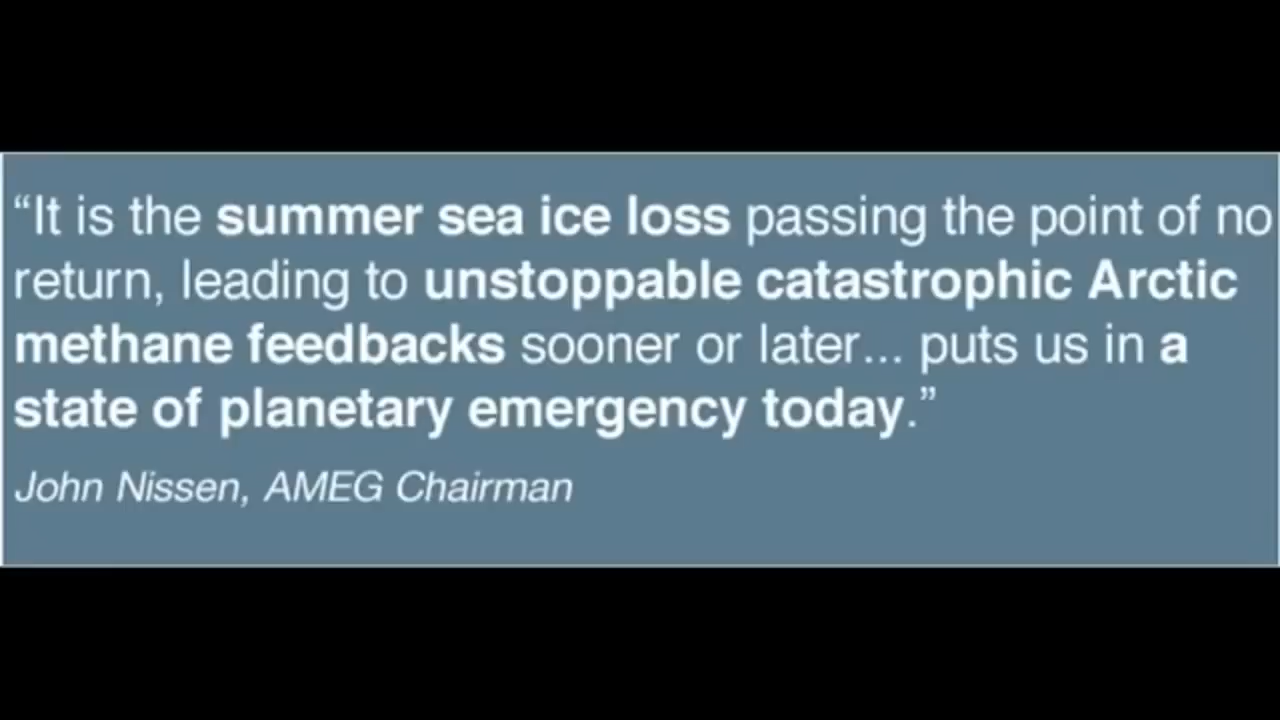 “It is the summer sea ice loss passing the point of no
return, leading to unstoppable catastrophic Arctic
methane feedbacks sooner or later... puts us in a
state of planetary emergency today.”
John Nissen, AMEG Chairman